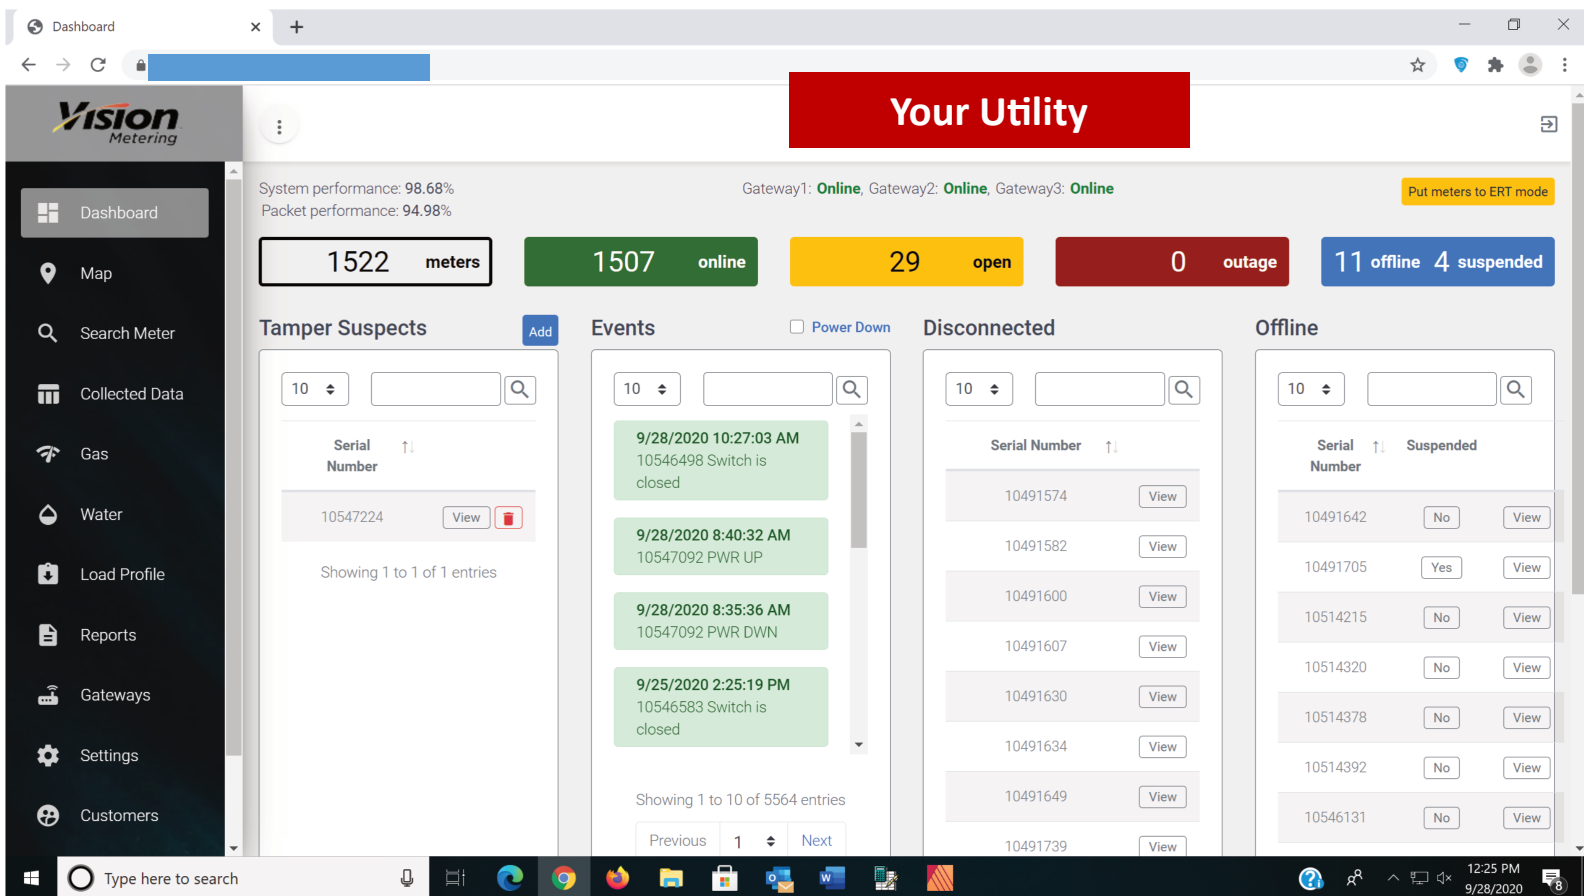 Dashboard
Your Utility
Vision
Metering
System performance: 98.68%
Packet performance: 94.98%
Gateway1: Online, Gateway2: Online, Gateway3: Online
Put meters to ERT mode
1522 meters
1507 online
29 open
0 outage
11 offline 4 suspended
Dashboard
Map
Search Meter
Collected Data
Gas
Water
Load Profile
Reports
Gateways
Settings
Customers
Tamper Suspects
Add
10
Serial
Number
10547224 View
Showing 1 to 1 of 1 entries
Events
Power Down
10
9/28/2020 10:27:03 AM
10546498 Switch is
closed
9/28/2020 8:40:32 AM
10547092 PWR UP
9/28/2020 8:35:36 AM
10547092 PWR DWN
9/25/2020 2:25:19 PM
10546583 Switch is
closed
Showing 1 to 10 of 5564 entries
Previous 1 Next
Disconnected
10
Serial Number
10491574 View
10491582 View
10491600 View
10491607 View
10491630 View
10491634 View
10491649 View
10491739 View
Offline
10
Serial
Number
Suspended
10491642 No View
10491705 Yes View
10514215 No View
10514320 No View
10514378 No View
10514392 No View
10546131 No View
Type here to search
12:25 PM
9/28/2020
8